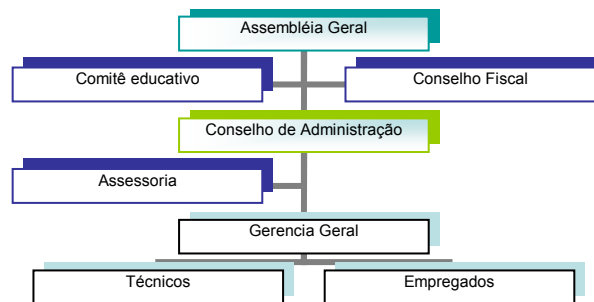 Assembléia Geral
Comitê educativo
Conselho Fiscal
Conselho de Administração
Assessoria
Gerencia Geral
Técnicos
Empregados